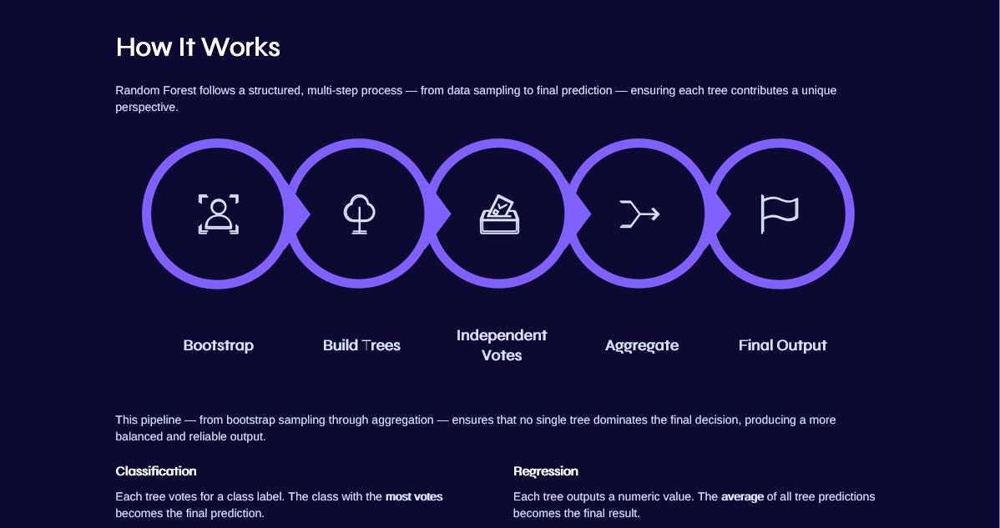 How It Works
Random Forest follows a structured, multi-step process — from data sampling to final prediction — ensuring each tree contributes a unique
perspective.
Bootstrap
Build Trees
Independent
Votes
Aggregate
Final Output
This pipeline — from bootstrap sampling through aggregation — ensures that no single tree dominates the final decision, producing a more
balanced and reliable output.
Classification
Each tree votes for a class label. The class with the most votes
becomes the final prediction.
Regression
Each tree outputs a numeric value. The average of all tree predictions
becomes the final result.